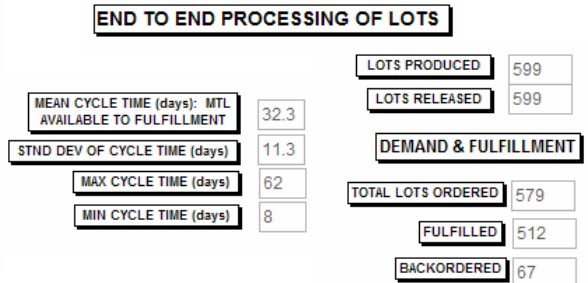 END TO END PROCESSING OF LOTS
LOTS PRODUCED 599
LOTS RELEASED 599
MEAN CYCLE TIME (days): MTL
AVAILABLE TO FULFILLMENT 32.3
STND DEV OF CYCLE TIME (days) 11.3
MAX CYCLE TIME (days) 62
MIN CYCLE TIME (days) 8
DEMAND & FULFILLMENT
TOTAL LOTS ORDERED 579
FULFILLED 512
BACKORDERED 67